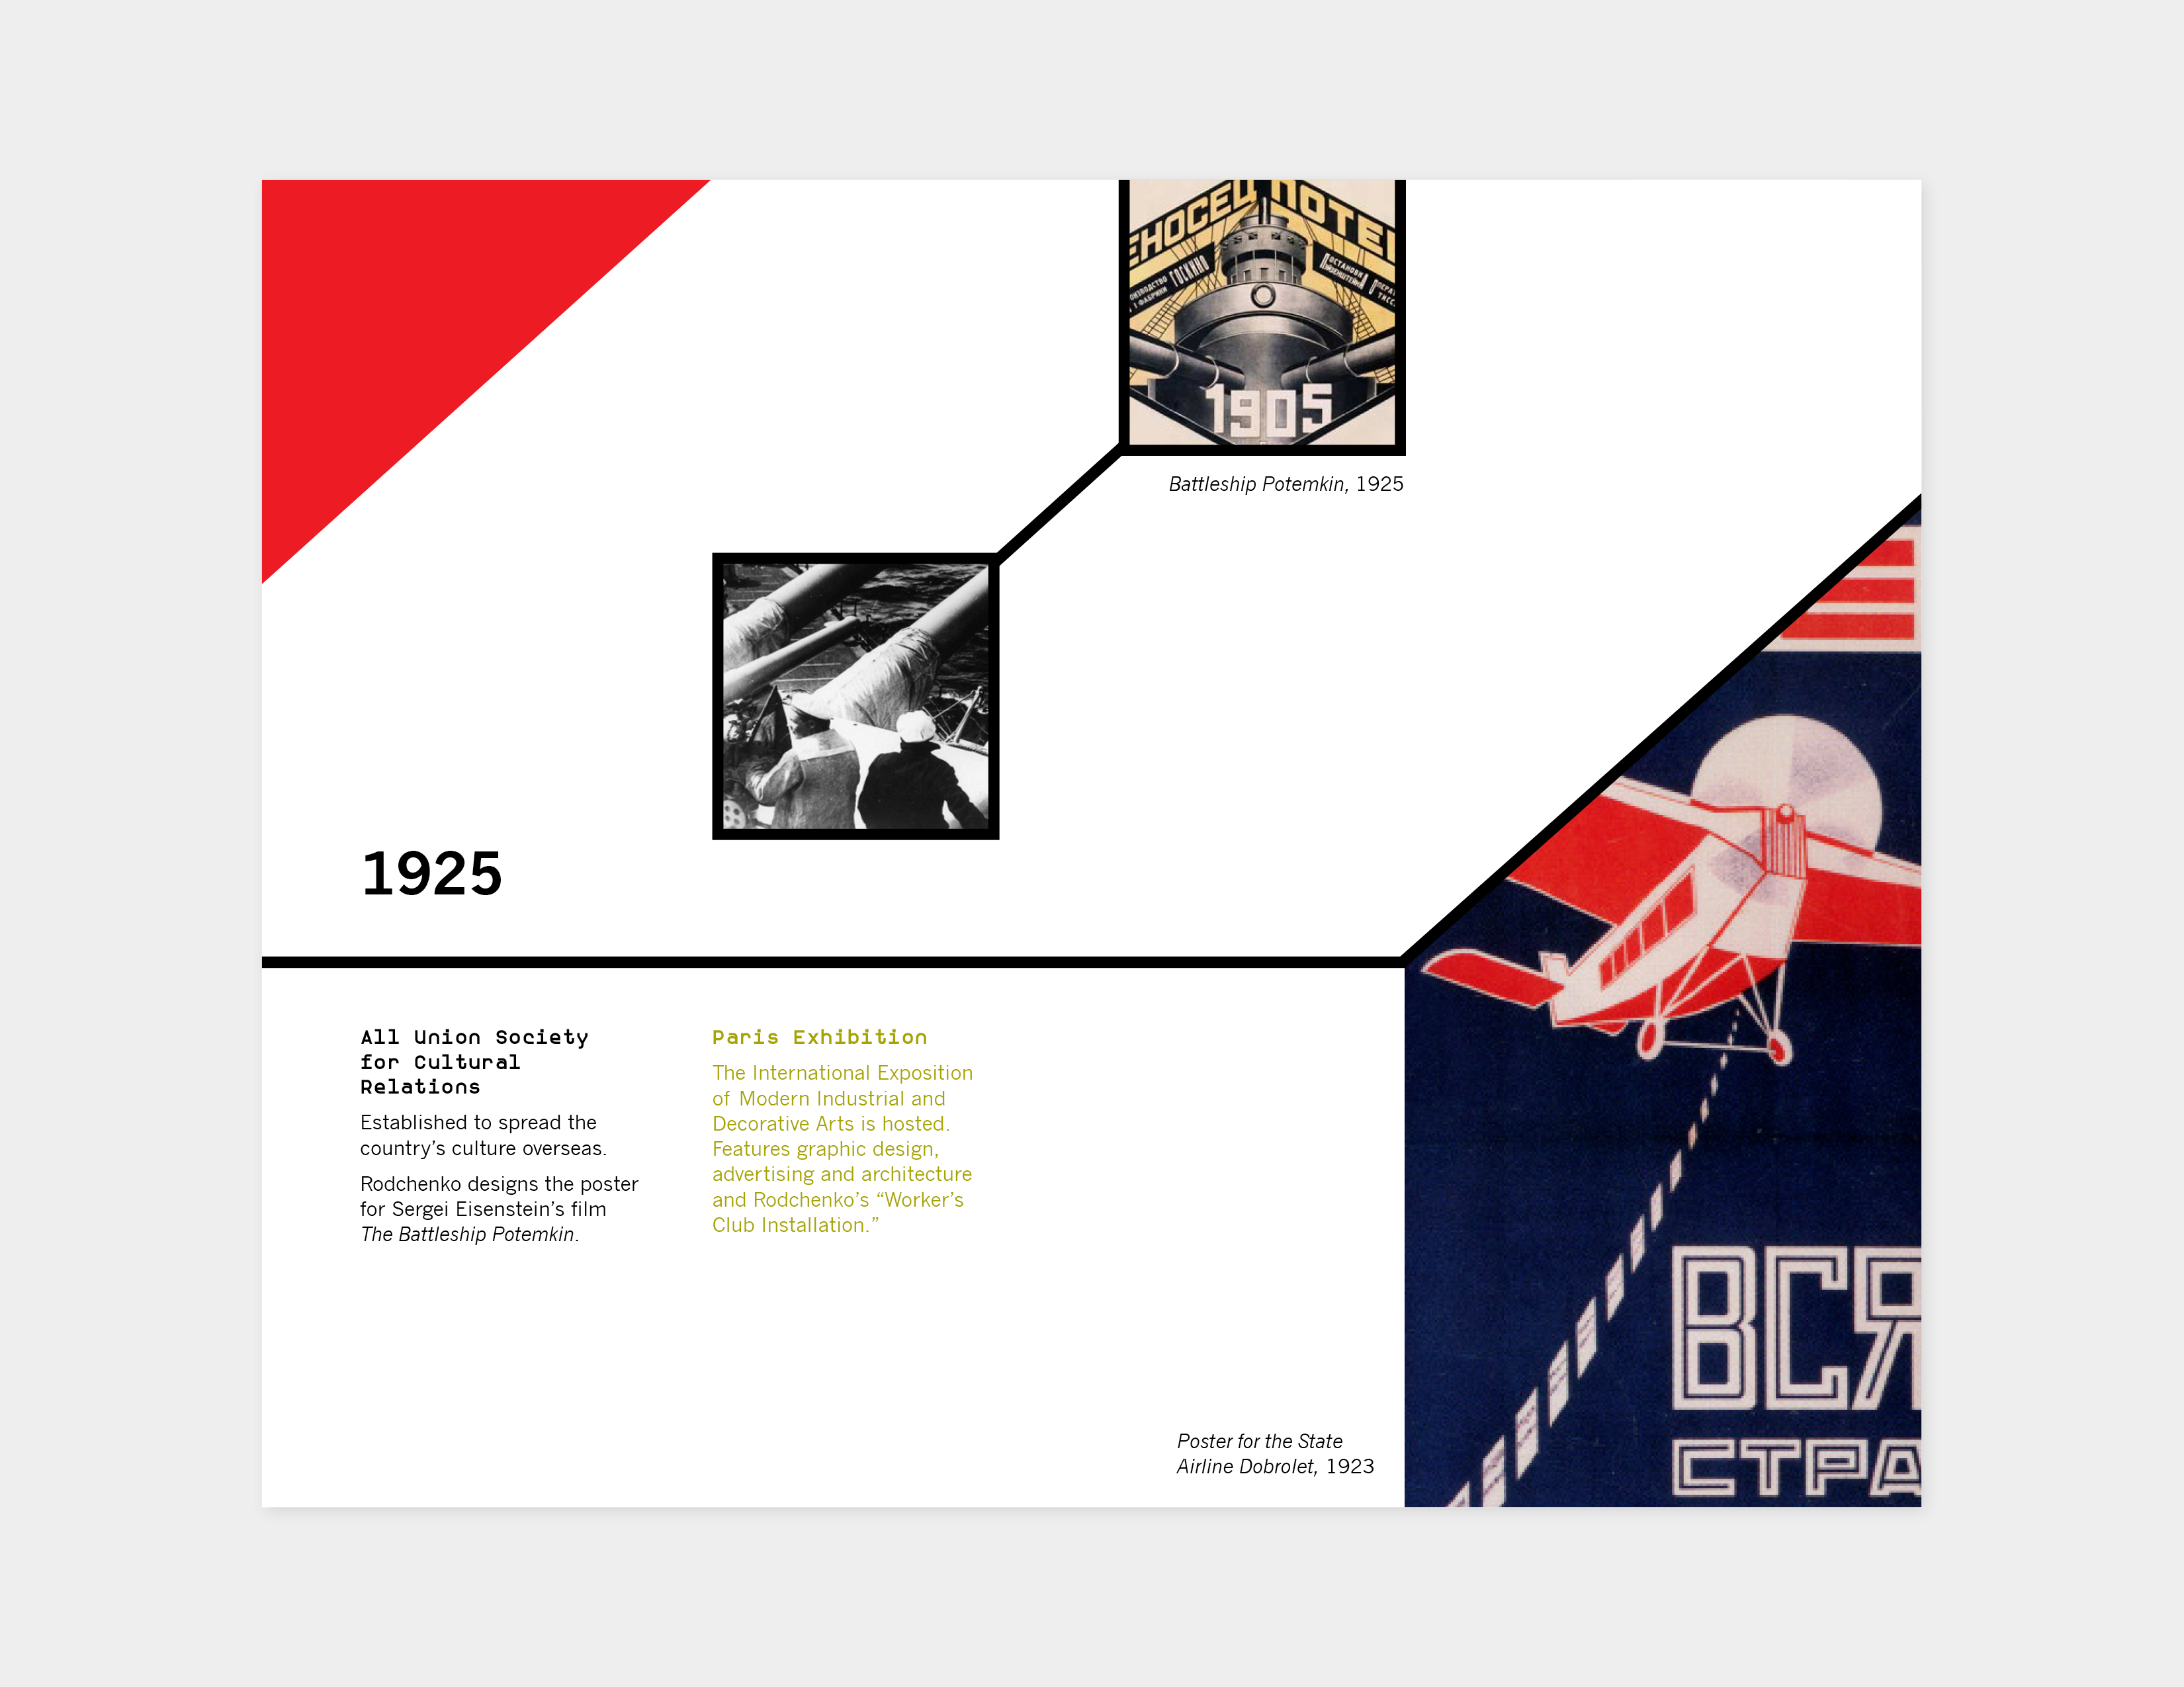 ЕНОСЕЦ ПОТЕ
ГОСКИНО
1905
Battleship Potemkin, 1925
1925
All Union Society
for Cultural
Relations
Established to spread the
country’s culture overseas.
Rodchenko designs the poster
for Sergei Eisenstein’s film
The Battleship Potemkin.
Paris Exhibition
The International Exposition
of Modern Industrial and
Decorative Arts is hosted.
Features graphic design,
advertising and architecture
and Rodchenko’s “Worker’s
Club Installation.”
Poster for the State
Airline Dobrolet, 1923
ВСЯ
СТРА